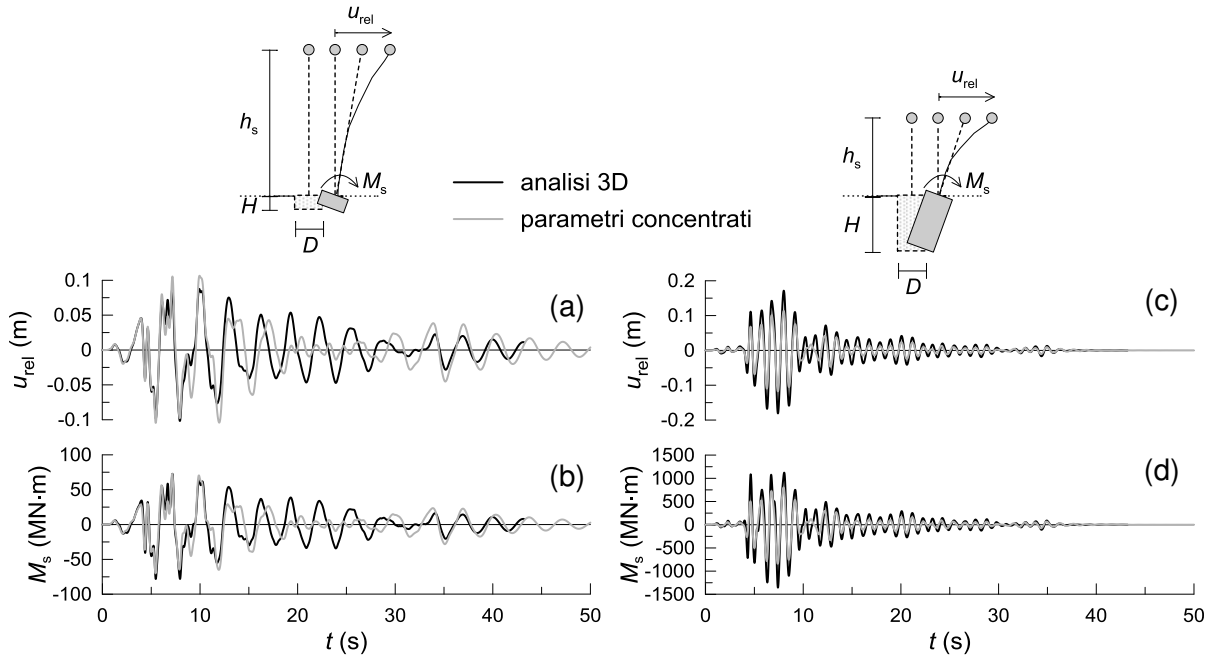 u_rel
h_s
M_s
H
D
analisi 3D
parametri concentrati
u_rel
h_s
M_s
H
D
0.1
0.05
0
-0.05
-0.1
u_rel (m)
(a)
100
50
0
-50
-100
M_s (MN·m)
(b)
0 10 20 30 40 50
t (s)
0.2
0.1
0
0.1
0.2
u_rel (m)
(c)
1500
1000
500
0
-500
-1000
-1500
M_s (MN·m)
(d)
0 10 20 30 40 50
t (s)